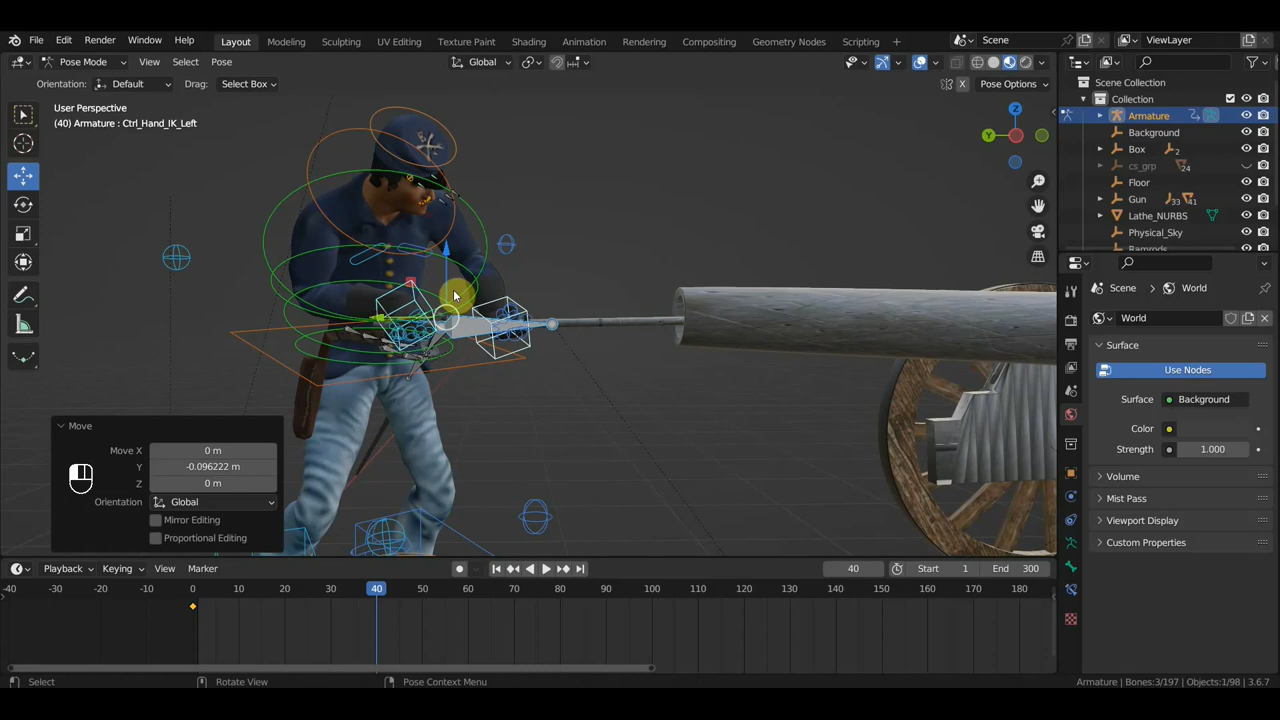 File Edit Render Window Help Layout Modeling Sculpting UV Editing Texture Paint Shading Animation Rendering Compositing Geometry Nodes Scripting + Scene ViewLayer
Pose Mode View Select Pose Global
Orientation: Default Drag: Select Box X Pose Options
Scene Collection
Collection
Armature
Background
Box 2
cs_grp 24
Floor
Gun 33 41
Lathe_NURBS
Physical_Sky
User Perspective
(40) Armature : Ctrl_Hand_IK_Left
Z
Y
Scene > World
World
Surface
Use Nodes
Surface Background
Color
Strength 1.000
Volume
Mist Pass
Viewport Display
Custom Properties
Move
Move X 0 m
Y -0.096222 m
Z 0 m
Orientation Global
Mirror Editing
Proportional Editing
Playback Keying View Marker 40 Start 1 End 300
-40 -30 -20 -10 0 10 20 30 40 50 60 70 80 90 100 110 120 130 140 150 160 170 180
Select Rotate View Pose Context Menu Armature | Bones:3/197 | Objects:1/98 | 3.6.7